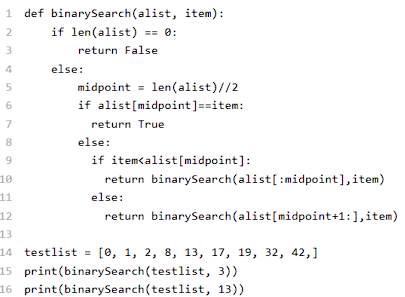 1 def binarySearch(alist, item):
2     if len(alist) == 0:
3         return False
4     else:
5         midpoint = len(alist)//2
6         if alist[midpoint]==item:
7           return True
8         else:
9           if item<alist[midpoint]:
10             return binarySearch(alist[:midpoint],item)
11           else:
12             return binarySearch(alist[midpoint+1:],item)
13
14 testlist = [0, 1, 2, 8, 13, 17, 19, 32, 42,]
15 print(binarySearch(testlist, 3))
16 print(binarySearch(testlist, 13))